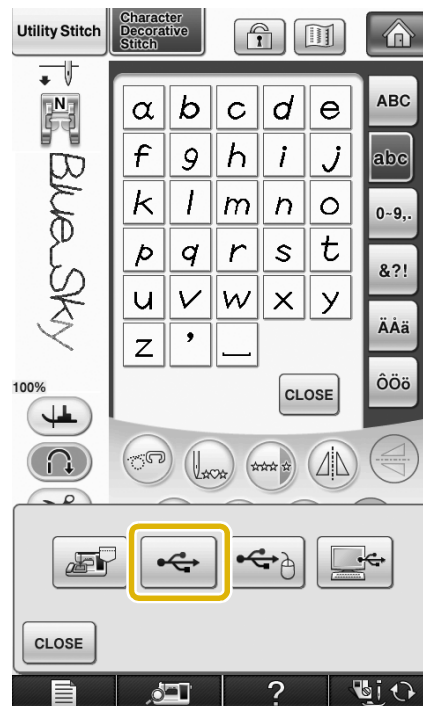 Utility Stitch
Character
Decorative
Stitch
N
Blue_Sky
100%
a b c d e
f g h i j
k l m n o
p q r s t
u v w x y
z ' _
CLOSE
ABC
abc
0~9,.
&?!
ÄÅä
ÔÖö
CLOSE
?